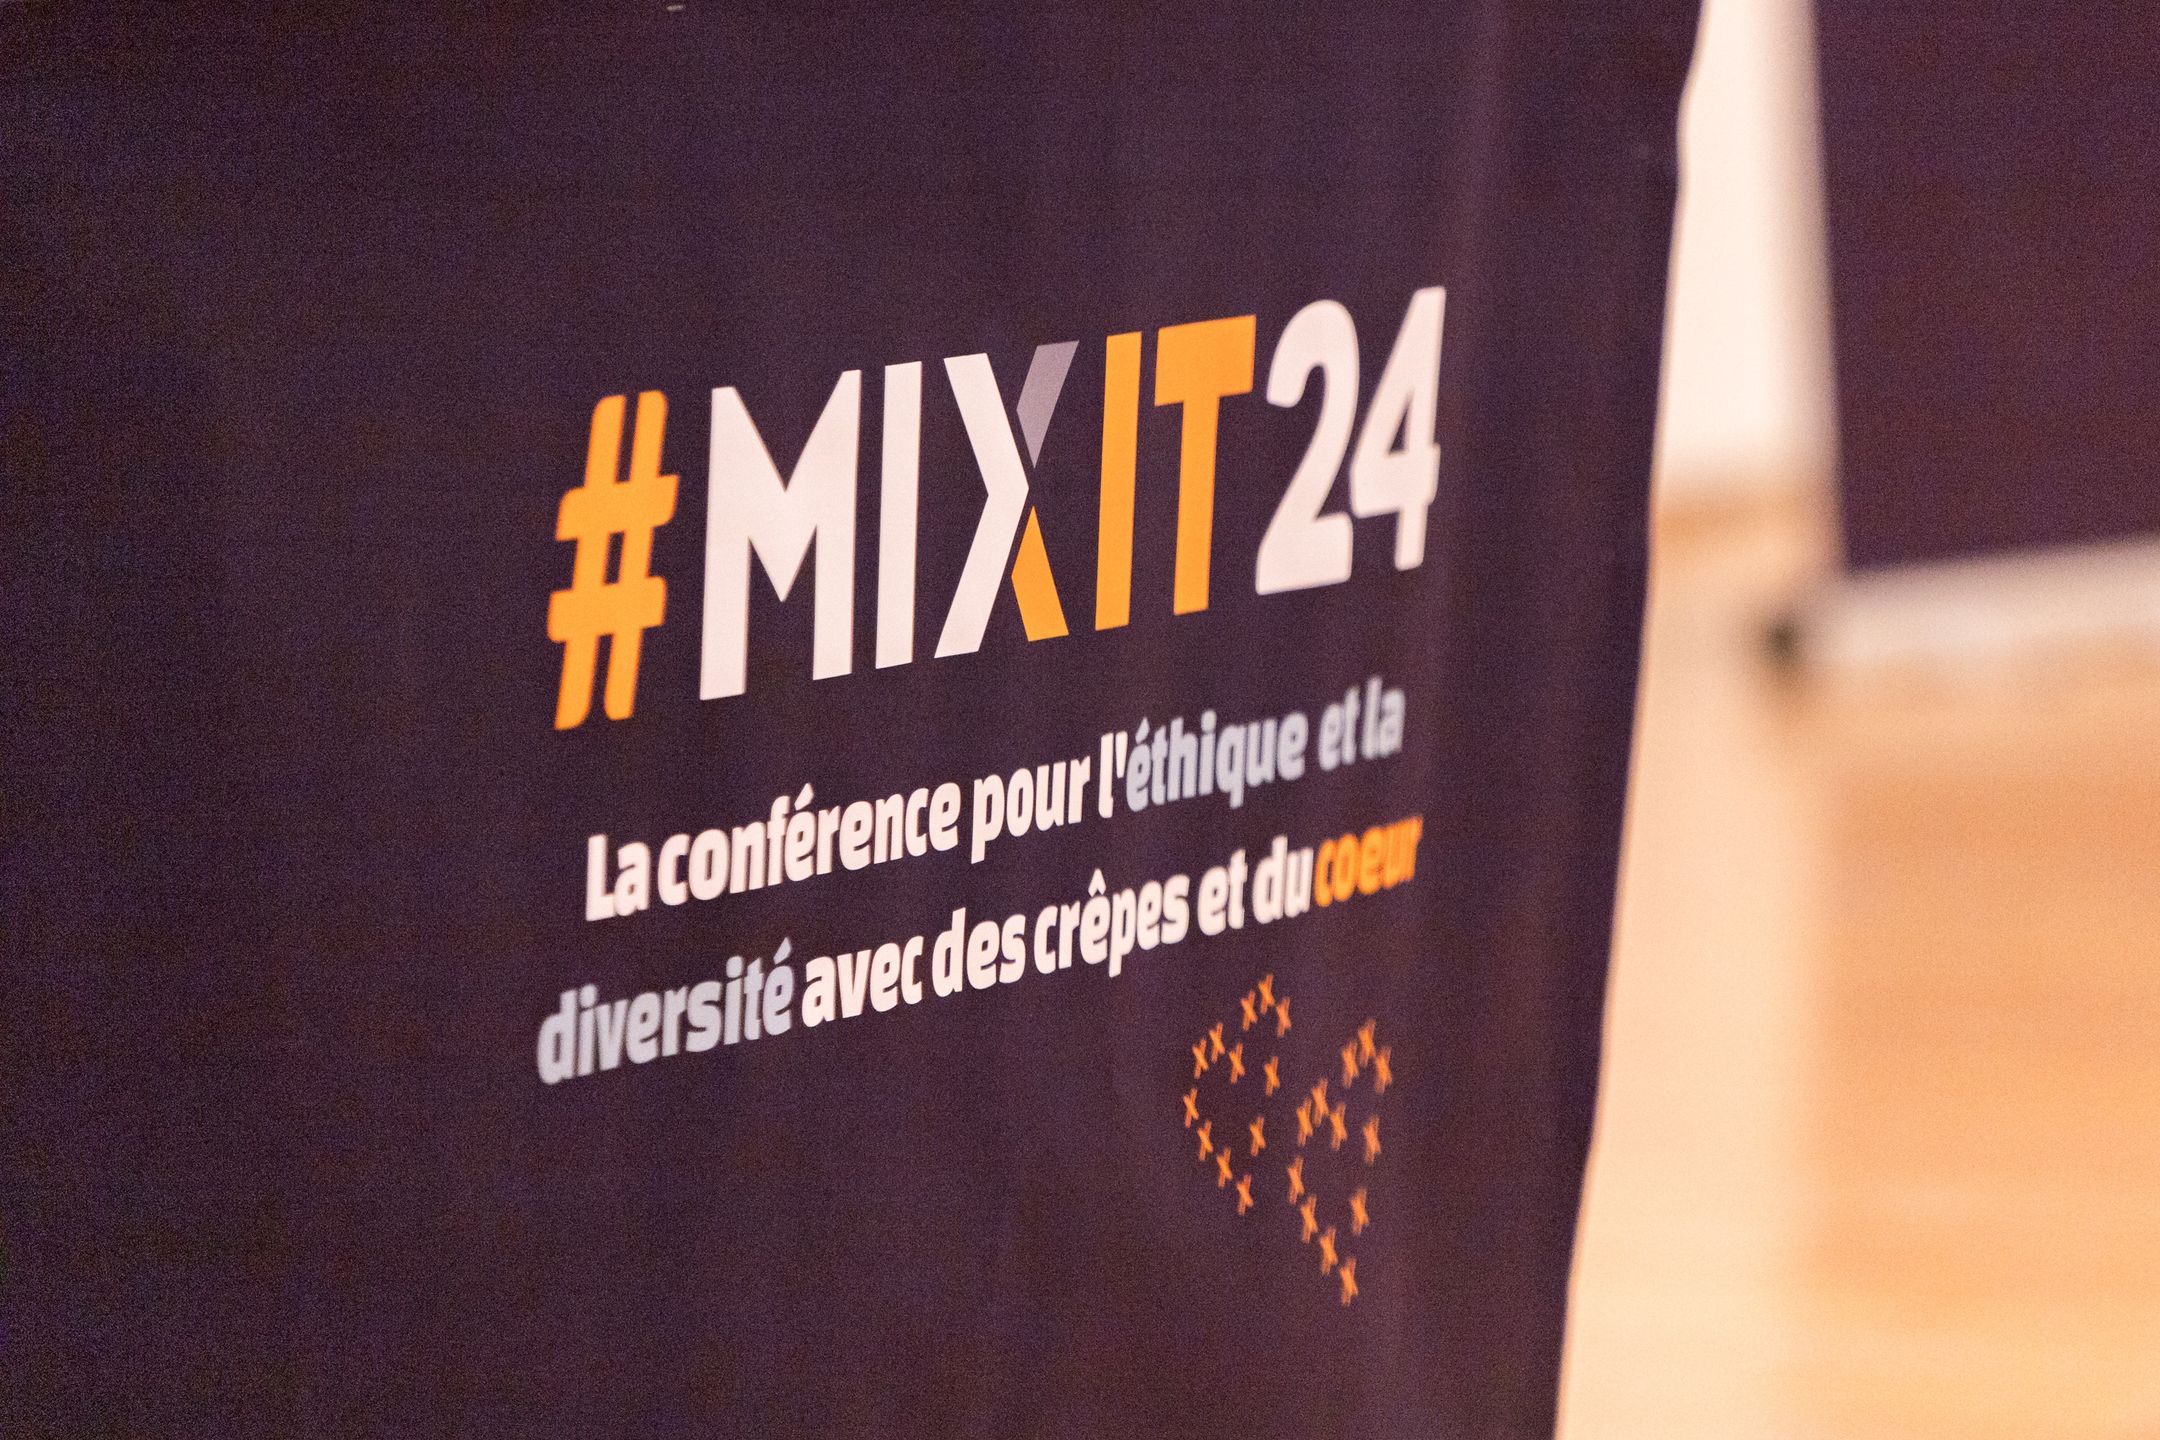 #MIXIT24
La conférence pour l'éthique et la
diversité avec des crêpes et du coeur